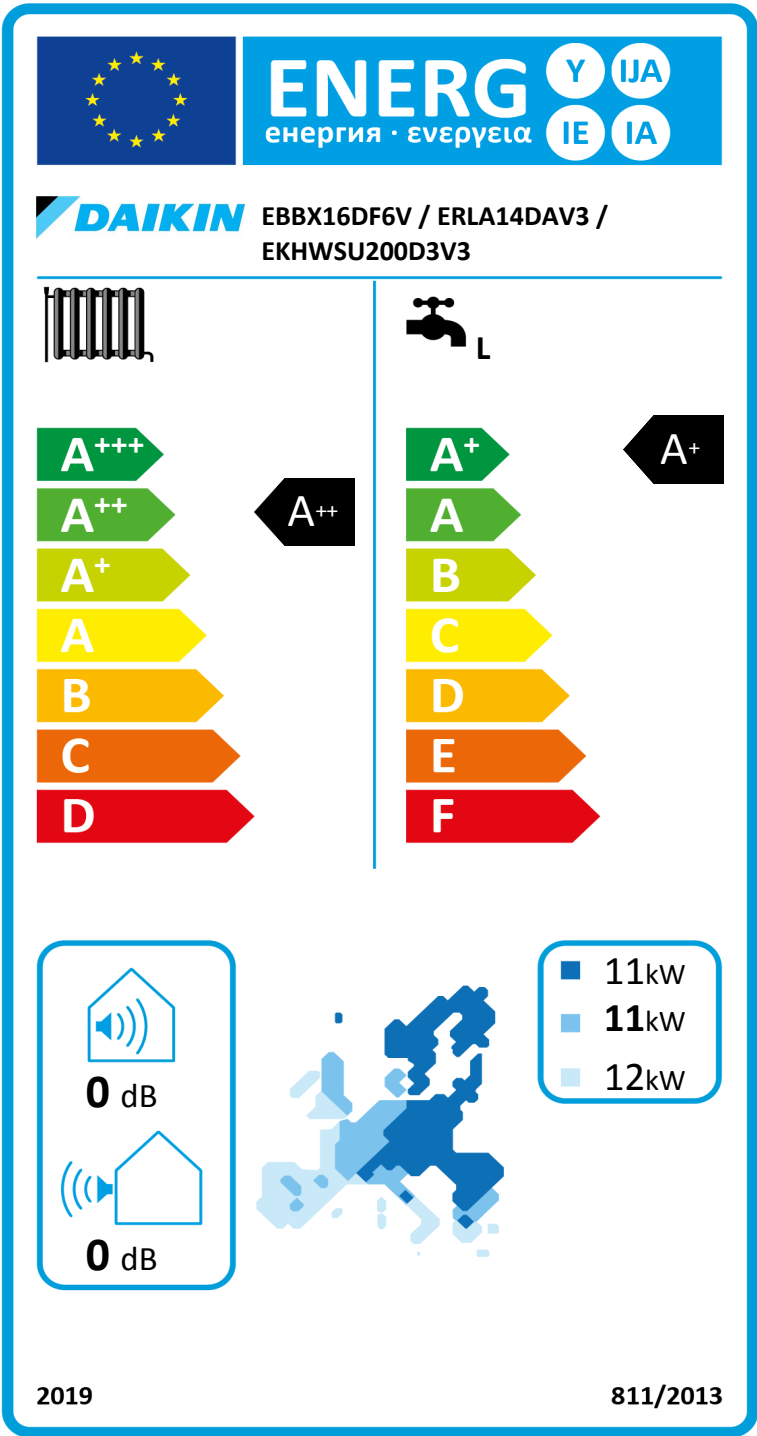 ENERG
енергия · ενεργεια
Y IJA
IE IA
DAIKIN
EBBX16DF6V / ERLA14DAV3 /
EKHWSU200D3V3
L
A+++
A++
A+
A
B
C
D
A++
A+
A
B
C
D
E
F
A+
0 dB
0 dB
11kW
11kW
12kW
2019
811/2013